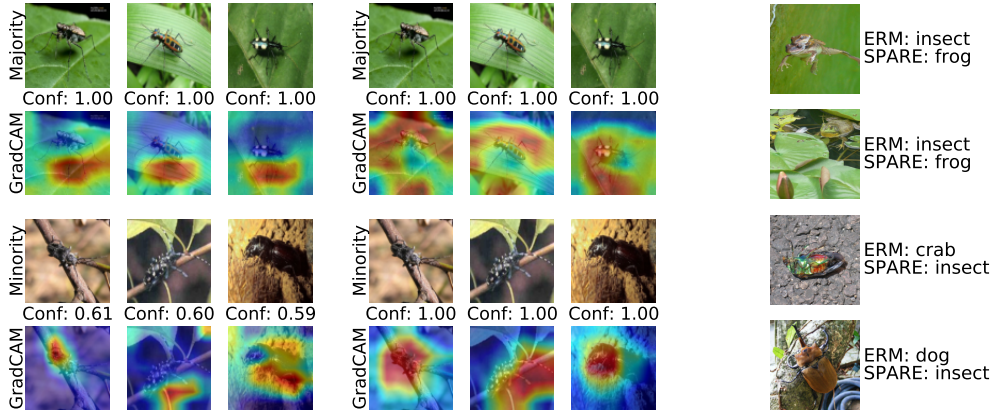 Majority
Conf: 1.00 Conf: 1.00 Conf: 1.00
GradCAM
Minority
Conf: 0.61 Conf: 0.60 Conf: 0.59
GradCAM
Majority
Conf: 1.00 Conf: 1.00 Conf: 1.00
GradCAM
Minority
Conf: 1.00 Conf: 1.00 Conf: 1.00
GradCAM
ERM: insect
SPARE: frog
ERM: insect
SPARE: frog
ERM: crab
SPARE: insect
ERM: dog
SPARE: insect